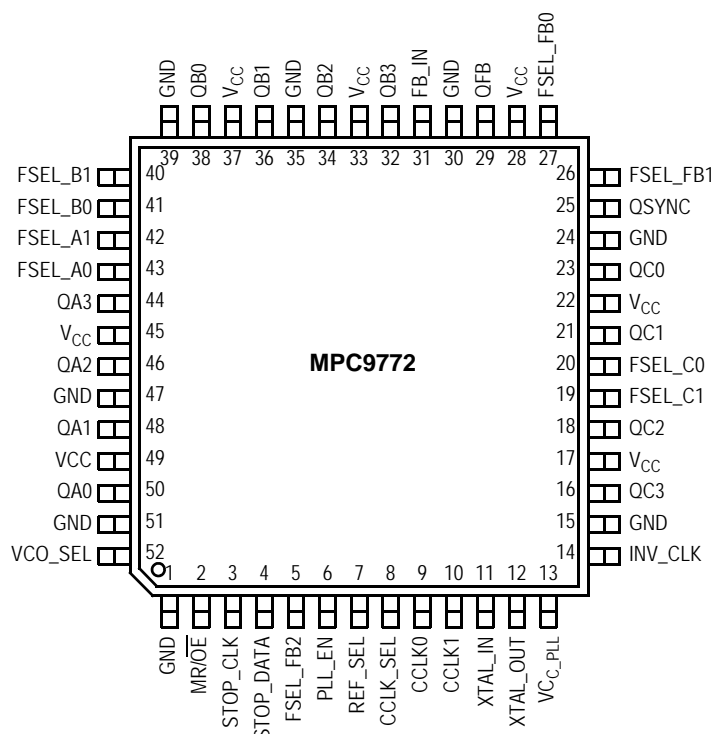 GND QB0 VCC QB1 GND QB2 VCC QB3 FB_IN GND QFB VCC FSEL_FB0
39 38 37 36 35 34 33 32 31 30 29 28 27
FSEL_B1 40 26 FSEL_FB1
FSEL_B0 41 25 QSYNC
FSEL_A1 42 24 GND
FSEL_A0 43 23 QC0
QA3 44 22 VCC
VCC 45 21 QC1
QA2 46 MPC9772 20 FSEL_C0
GND 47 19 FSEL_C1
QA1 48 18 QC2
VCC 49 17 VCC
QA0 50 16 QC3
GND 51 15 GND
VCO_SEL 52 14 INV_CLK
1 2 3 4 5 6 7 8 9 10 11 12 13
GND MR/OE STOP_CLK STOP_DATA FSEL_FB2 PLL_EN REF_SEL CCLK_SEL CCLK0 CCLK1 XTAL_IN XTAL_OUT VCC_PLL